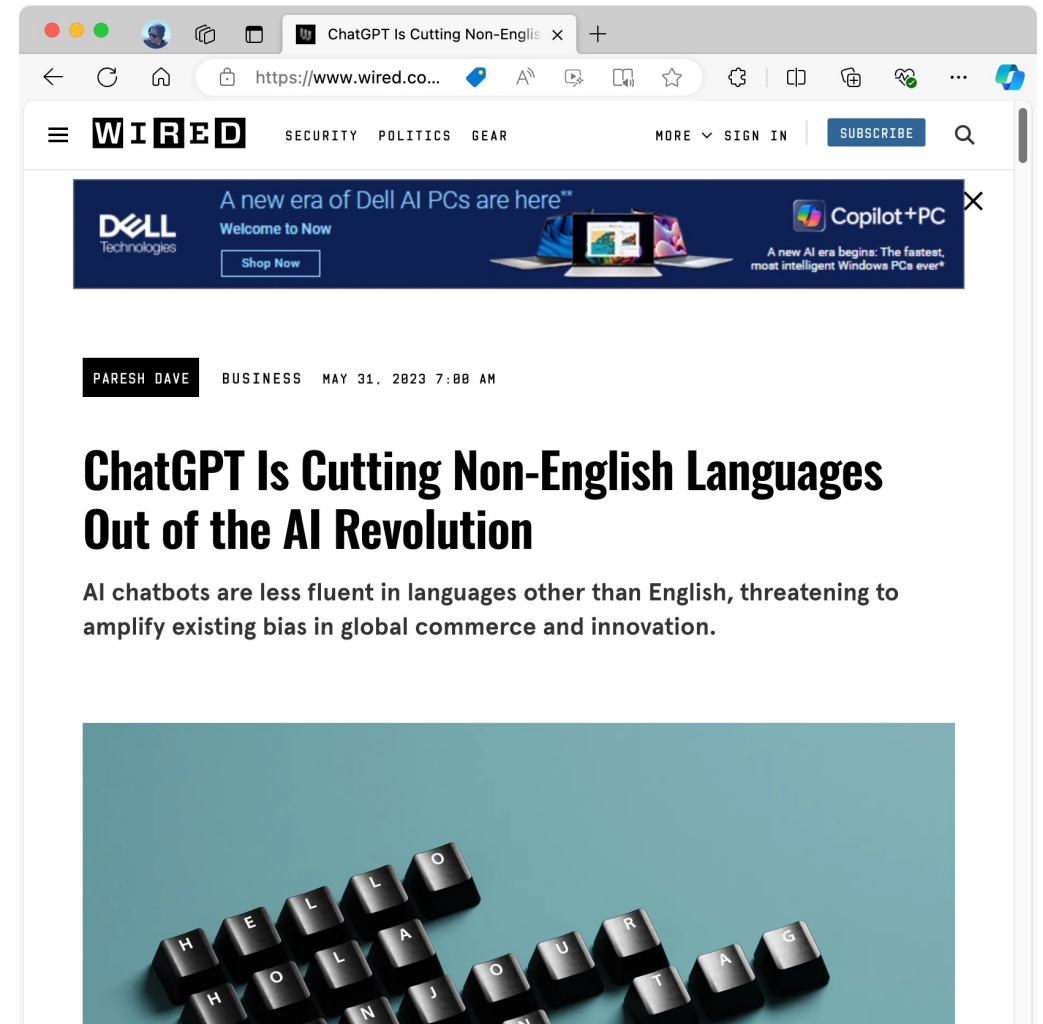 ChatGPT Is Cutting Non-Englis
https://www.wired.co...
WIRED
SECURITY POLITICS GEAR
MORE SIGN IN
SUBSCRIBE
DELL
Technologies
A new era of Dell AI PCs are here**
Welcome to Now
Shop Now
Copilot+PC
A new AI era begins: The fastest,
most intelligent Windows PCs ever*
PARESH DAVE BUSINESS MAY 31, 2023 7:00 AM
ChatGPT Is Cutting Non-English Languages
Out of the AI Revolution
AI chatbots are less fluent in languages other than English, threatening to
amplify existing bias in global commerce and innovation.
HELLO
HOLA
NJOUR
N TAG